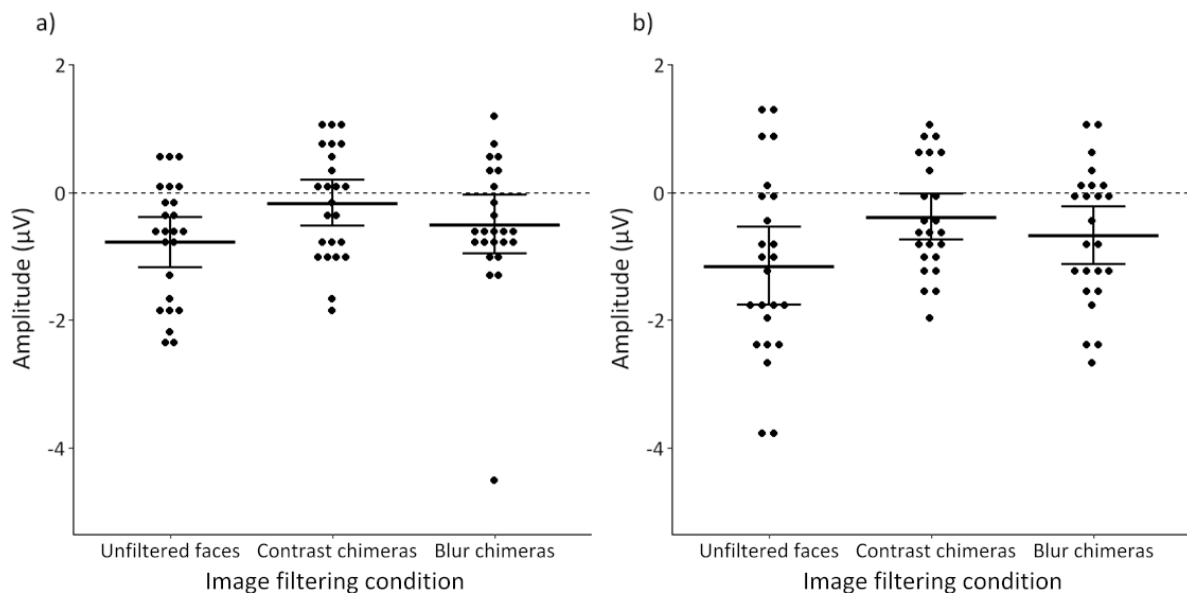 a)
2
0
-2
-4
Amplitude (µV)
Unfiltered faces Contrast chimeras Blur chimeras
Image filtering condition
b)
2
0
-2
-4
Amplitude (µV)
Unfiltered faces Contrast chimeras Blur chimeras
Image filtering condition